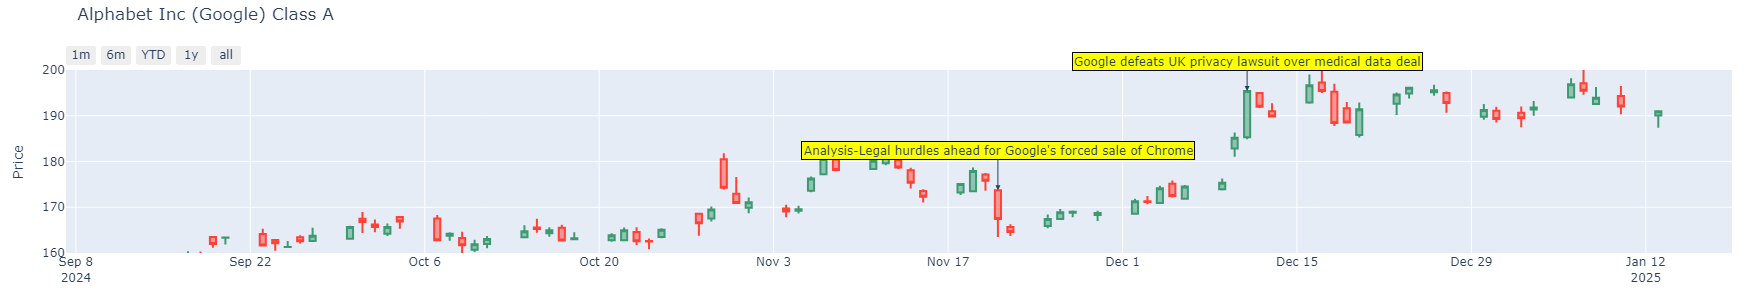 Alphabet Inc (Google) Class A
1m 6m YTD 1y all
Google defeats UK privacy lawsuit over medical data deal
Analysis-Legal hurdles ahead for Google's forced sale of Chrome
Price
200
190
180
170
160
Sep 8 Sep 22 Oct 6 Oct 20 Nov 3 Nov 17 Dec 1 Dec 15 Dec 29 Jan 12
2024 2025